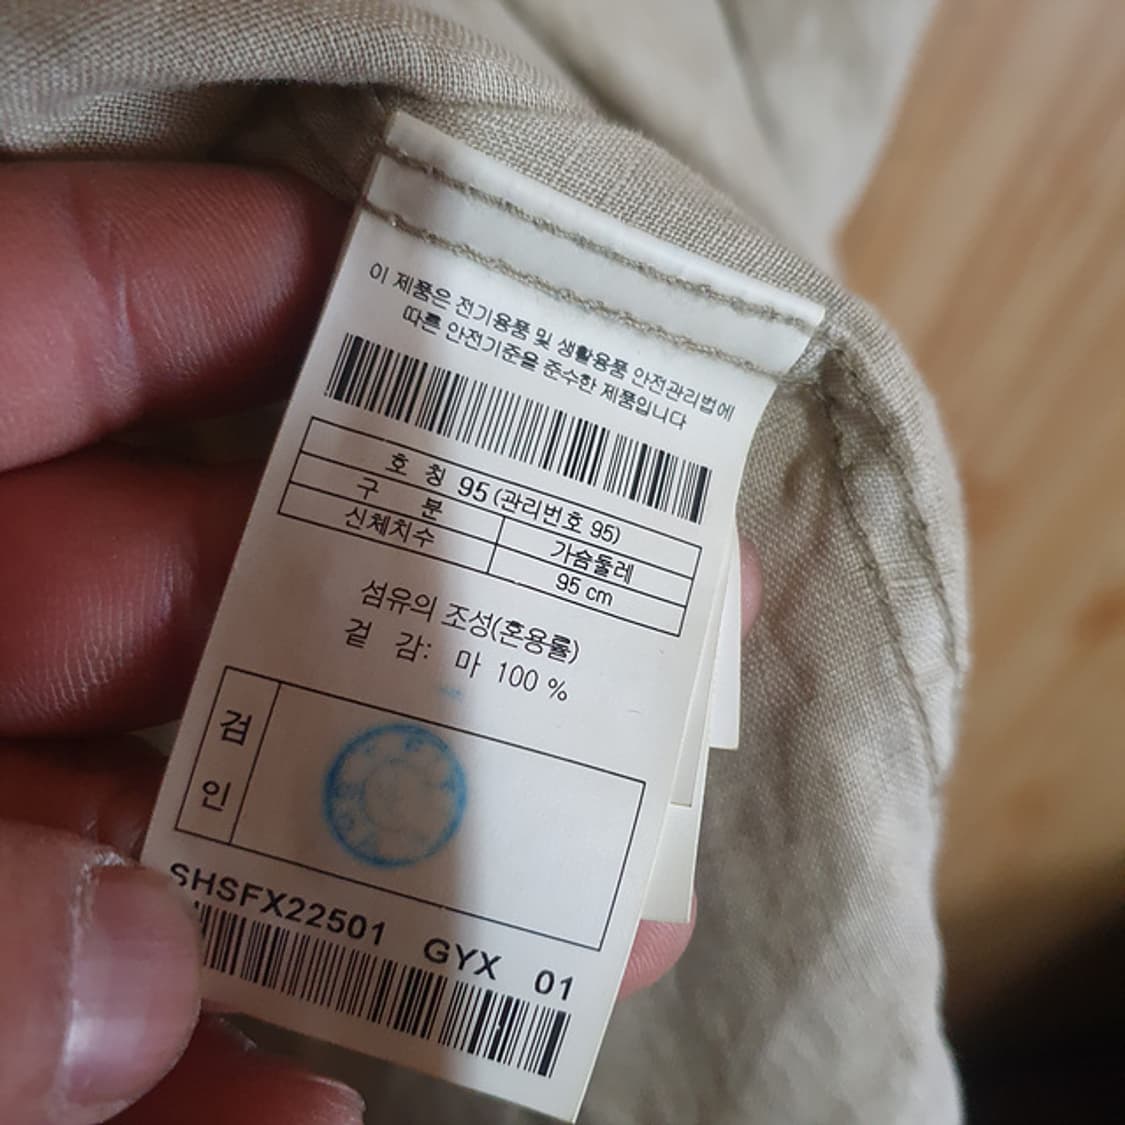 이 제품은 전기용품 및 생활용품 안전관리법에
따른 안전기준을 준수한 제품입니다
호 칭 95 (관리번호 95)
구 분 가슴둘레
신체치수 95 cm
섬유의 조성(혼용률)
겉 감: 마 100 %
검
인
SHSFX22501 GYX 01